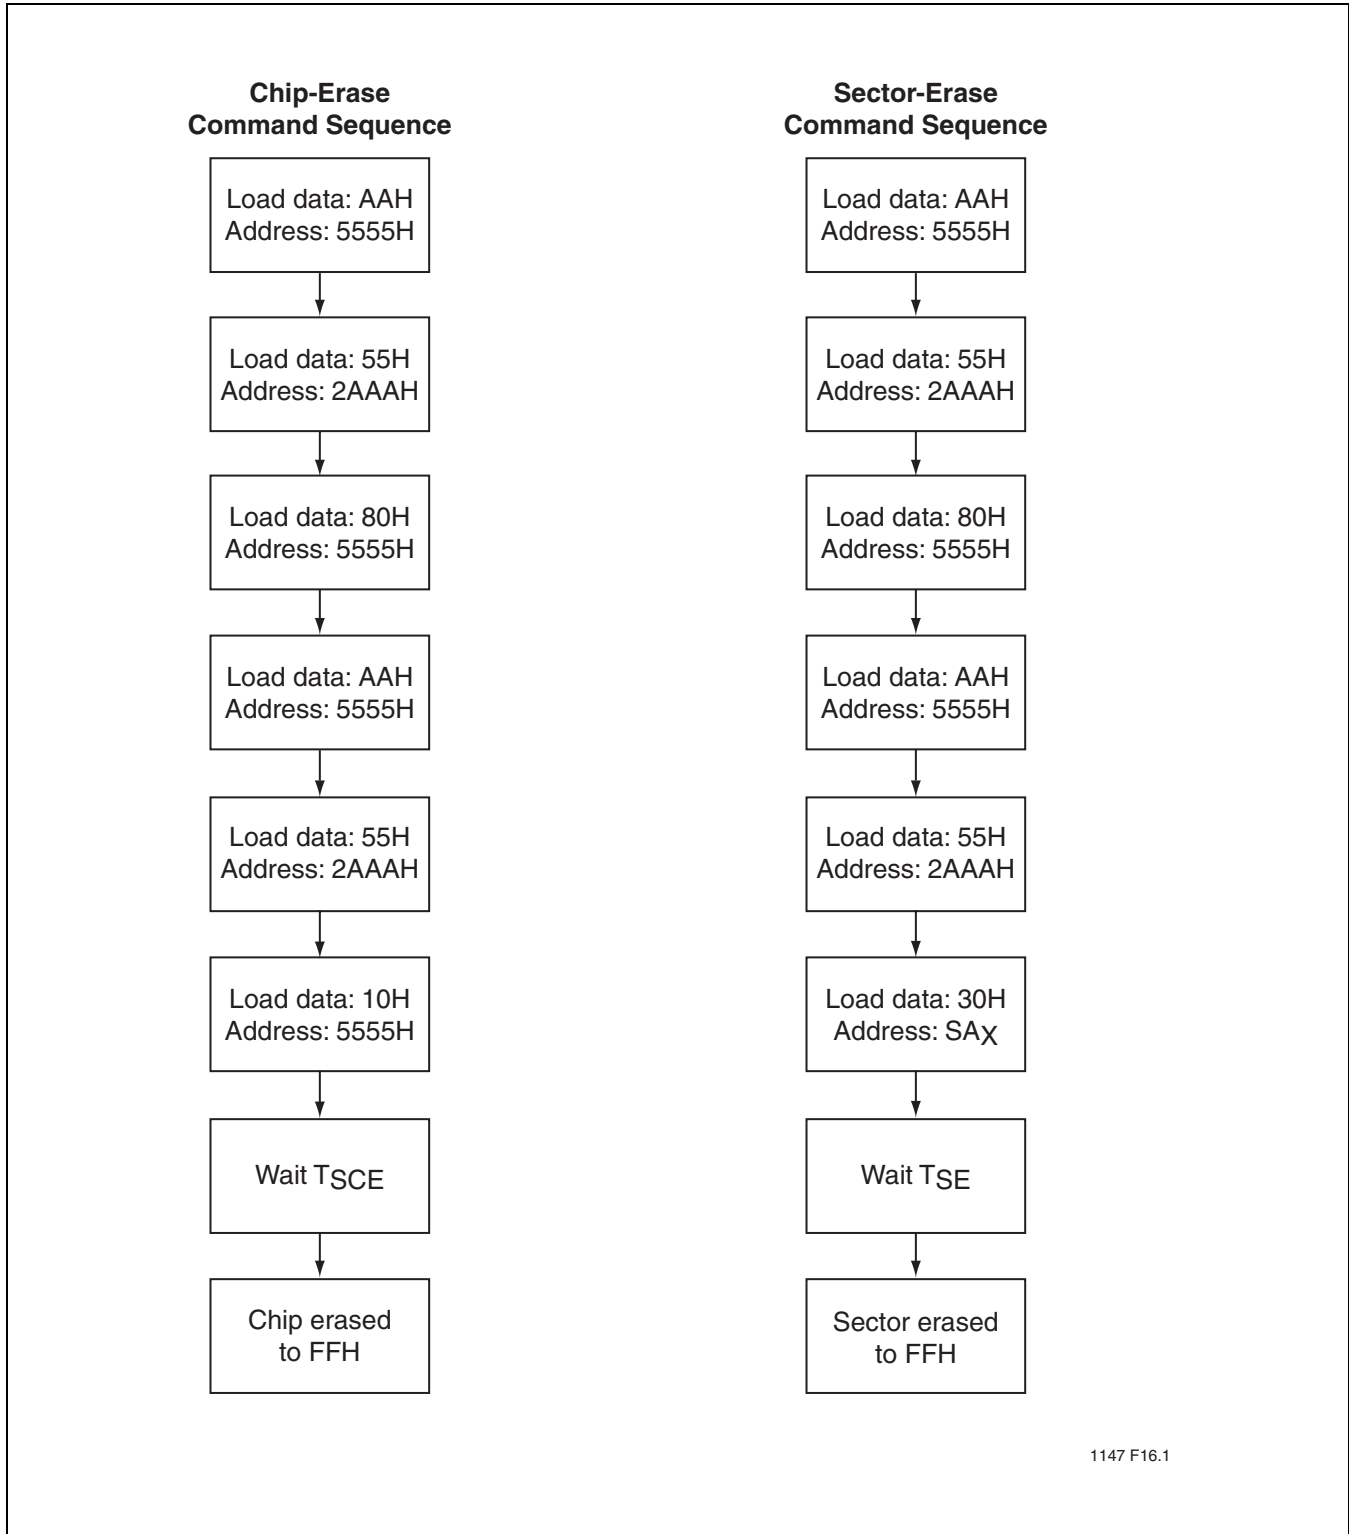 Chip-Erase
Command Sequence
Load data: AAH
Address: 5555H
Load data: 55H
Address: 2AAAH
Load data: 80H
Address: 5555H
Load data: AAH
Address: 5555H
Load data: 55H
Address: 2AAAH
Load data: 10H
Address: 5555H
Wait TSCE
Chip erased
to FFH
Sector-Erase
Command Sequence
Load data: AAH
Address: 5555H
Load data: 55H
Address: 2AAAH
Load data: 80H
Address: 5555H
Load data: AAH
Address: 5555H
Load data: 55H
Address: 2AAAH
Load data: 30H
Address: SAX
Wait TSE
Sector erased
to FFH
1147 F16.1